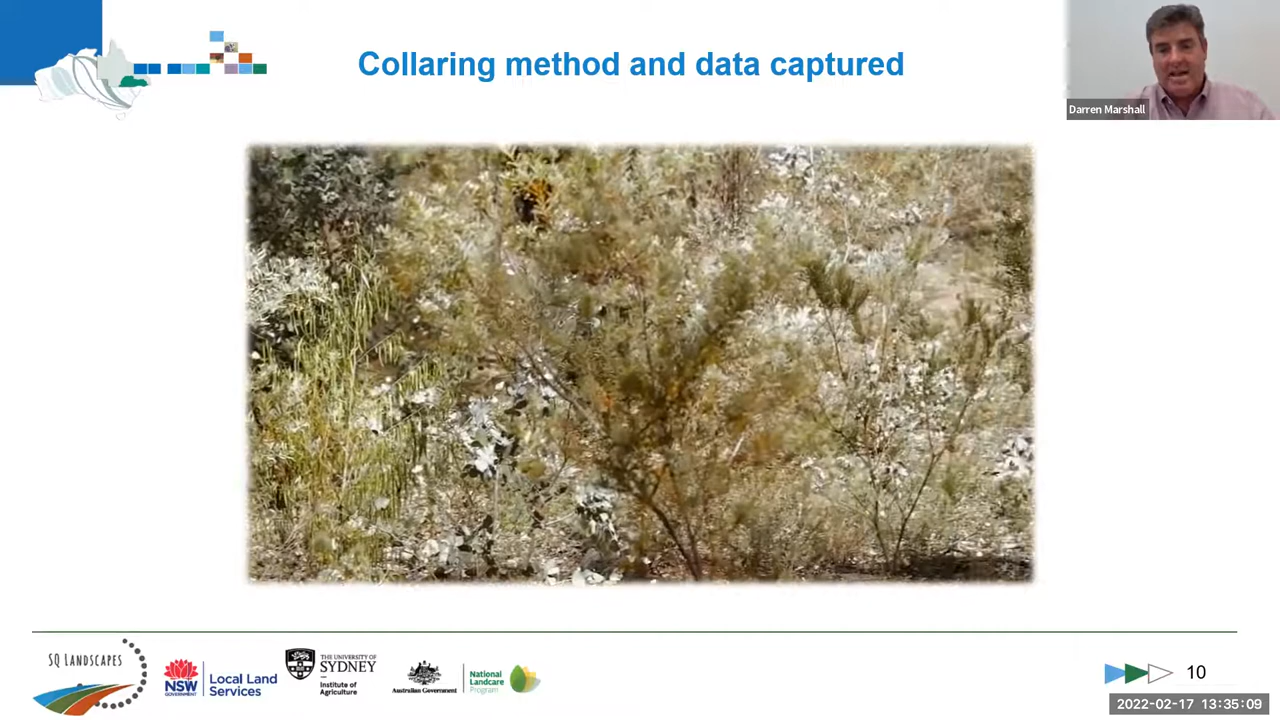 Collaring method and data captured
Darren Marshall
SQ LANDSCAPES
NSW
GOVERNMENT
Local Land
Services
THE UNIVERSITY OF
SYDNEY
Institute of
Agriculture
Australian Government
National
Landcare
Program
10
2022-02-17 13:35:09